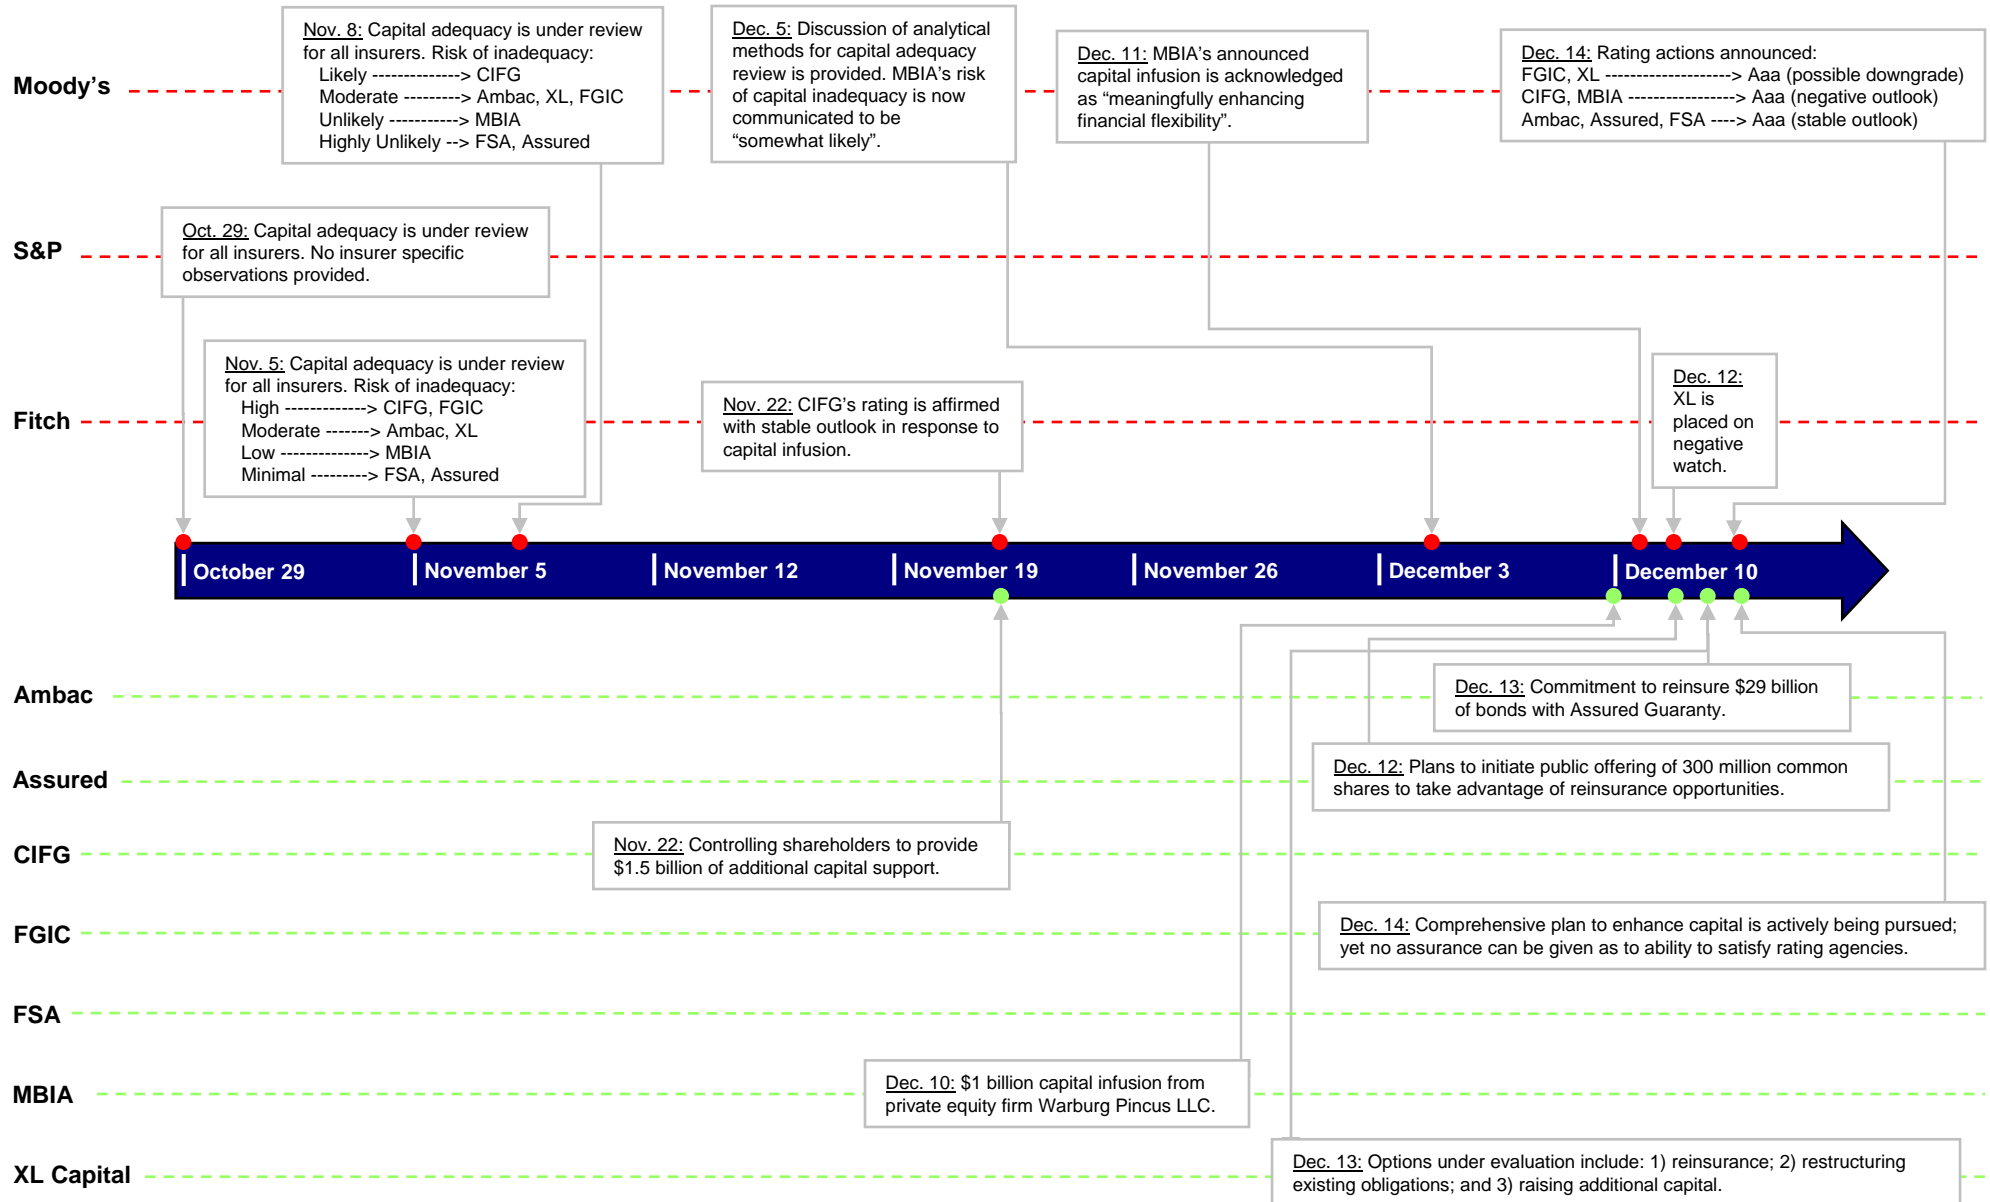 Moody's
Nov. 8: Capital adequacy is under review
for all insurers. Risk of inadequacy:
Likely --------------> CIFG
Moderate ---------> Ambac, XL, FGIC
Unlikely -----------> MBIA
Highly Unlikely --> FSA, Assured
Dec. 5: Discussion of analytical
methods for capital adequacy
review is provided. MBIA's risk
of capital inadequacy is now
communicated to be
“somewhat likely”.
Dec. 11: MBIA's announced
capital infusion is acknowledged
as “meaningfully enhancing
financial flexibility”.
Dec. 14: Rating actions announced:
FGIC, XL --------------------> Aaa (possible downgrade)
CIFG, MBIA -----------------> Aaa (negative outlook)
Ambac, Assured, FSA ----> Aaa (stable outlook)
S&P
Oct. 29: Capital adequacy is under review
for all insurers. No insurer specific
observations provided.
Fitch
Nov. 5: Capital adequacy is under review
for all insurers. Risk of inadequacy:
High -------------> CIFG, FGIC
Moderate -------> Ambac, XL
Low --------------> MBIA
Minimal ---------> FSA, Assured
Nov. 22: CIFG's rating is affirmed
with stable outlook in response to
capital infusion.
Dec. 12:
XL is
placed on
negative
watch.
October 29
November 5
November 12
November 19
November 26
December 3
December 10
Ambac
Dec. 13: Commitment to reinsure $29 billion
of bonds with Assured Guaranty.
Assured
Dec. 12: Plans to initiate public offering of 300 million common
shares to take advantage of reinsurance opportunities.
CIFG
Nov. 22: Controlling shareholders to provide
$1.5 billion of additional capital support.
FGIC
Dec. 14: Comprehensive plan to enhance capital is actively being pursued;
yet no assurance can be given as to ability to satisfy rating agencies.
FSA
MBIA
Dec. 10: $1 billion capital infusion from
private equity firm Warburg Pincus LLC.
XL Capital
Dec. 13: Options under evaluation include: 1) reinsurance; 2) restructuring
existing obligations; and 3) raising additional capital.